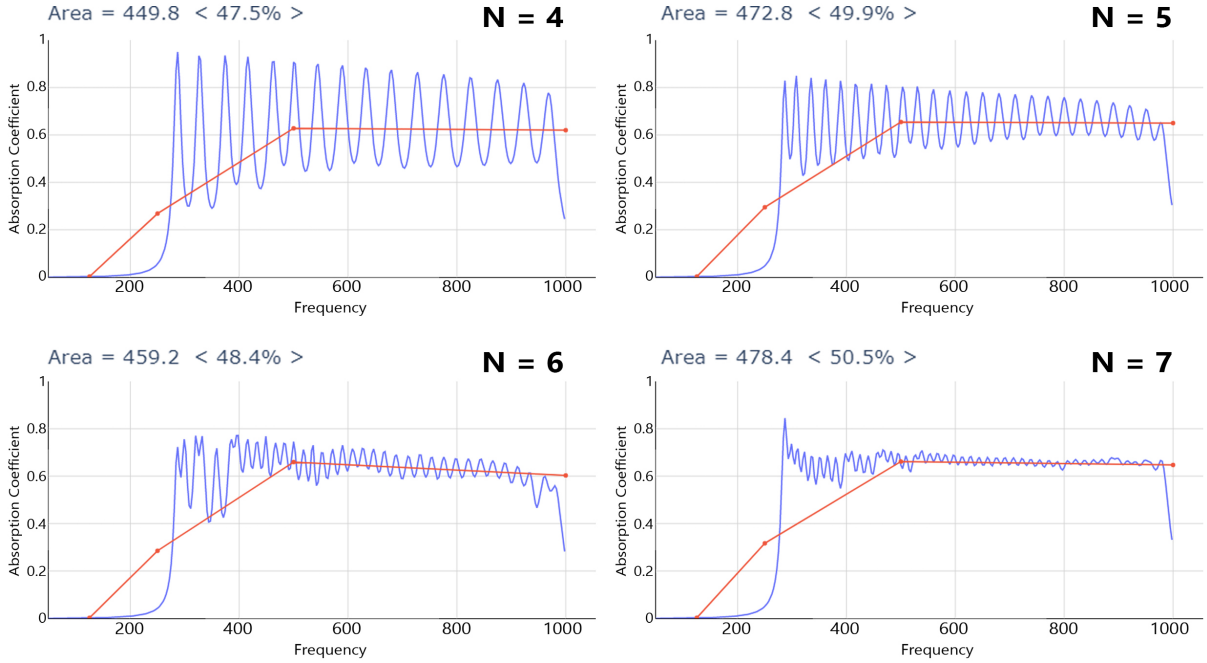 Area = 449.8  < 47.5% >
N = 4
1
0.8
0.6
0.4
0.2
0
Absorption Coefficient
200
400
600
800
1000
Frequency
Area = 472.8  < 49.9% >
N = 5
1
0.8
0.6
0.4
0.2
0
Absorption Coefficient
200
400
600
800
1000
Frequency
Area = 459.2  < 48.4% >
N = 6
1
0.8
0.6
0.4
0.2
0
Absorption Coefficient
200
400
600
800
1000
Frequency
Area = 478.4  < 50.5% >
N = 7
1
0.8
0.6
0.4
0.2
0
Absorption Coefficient
200
400
600
800
1000
Frequency